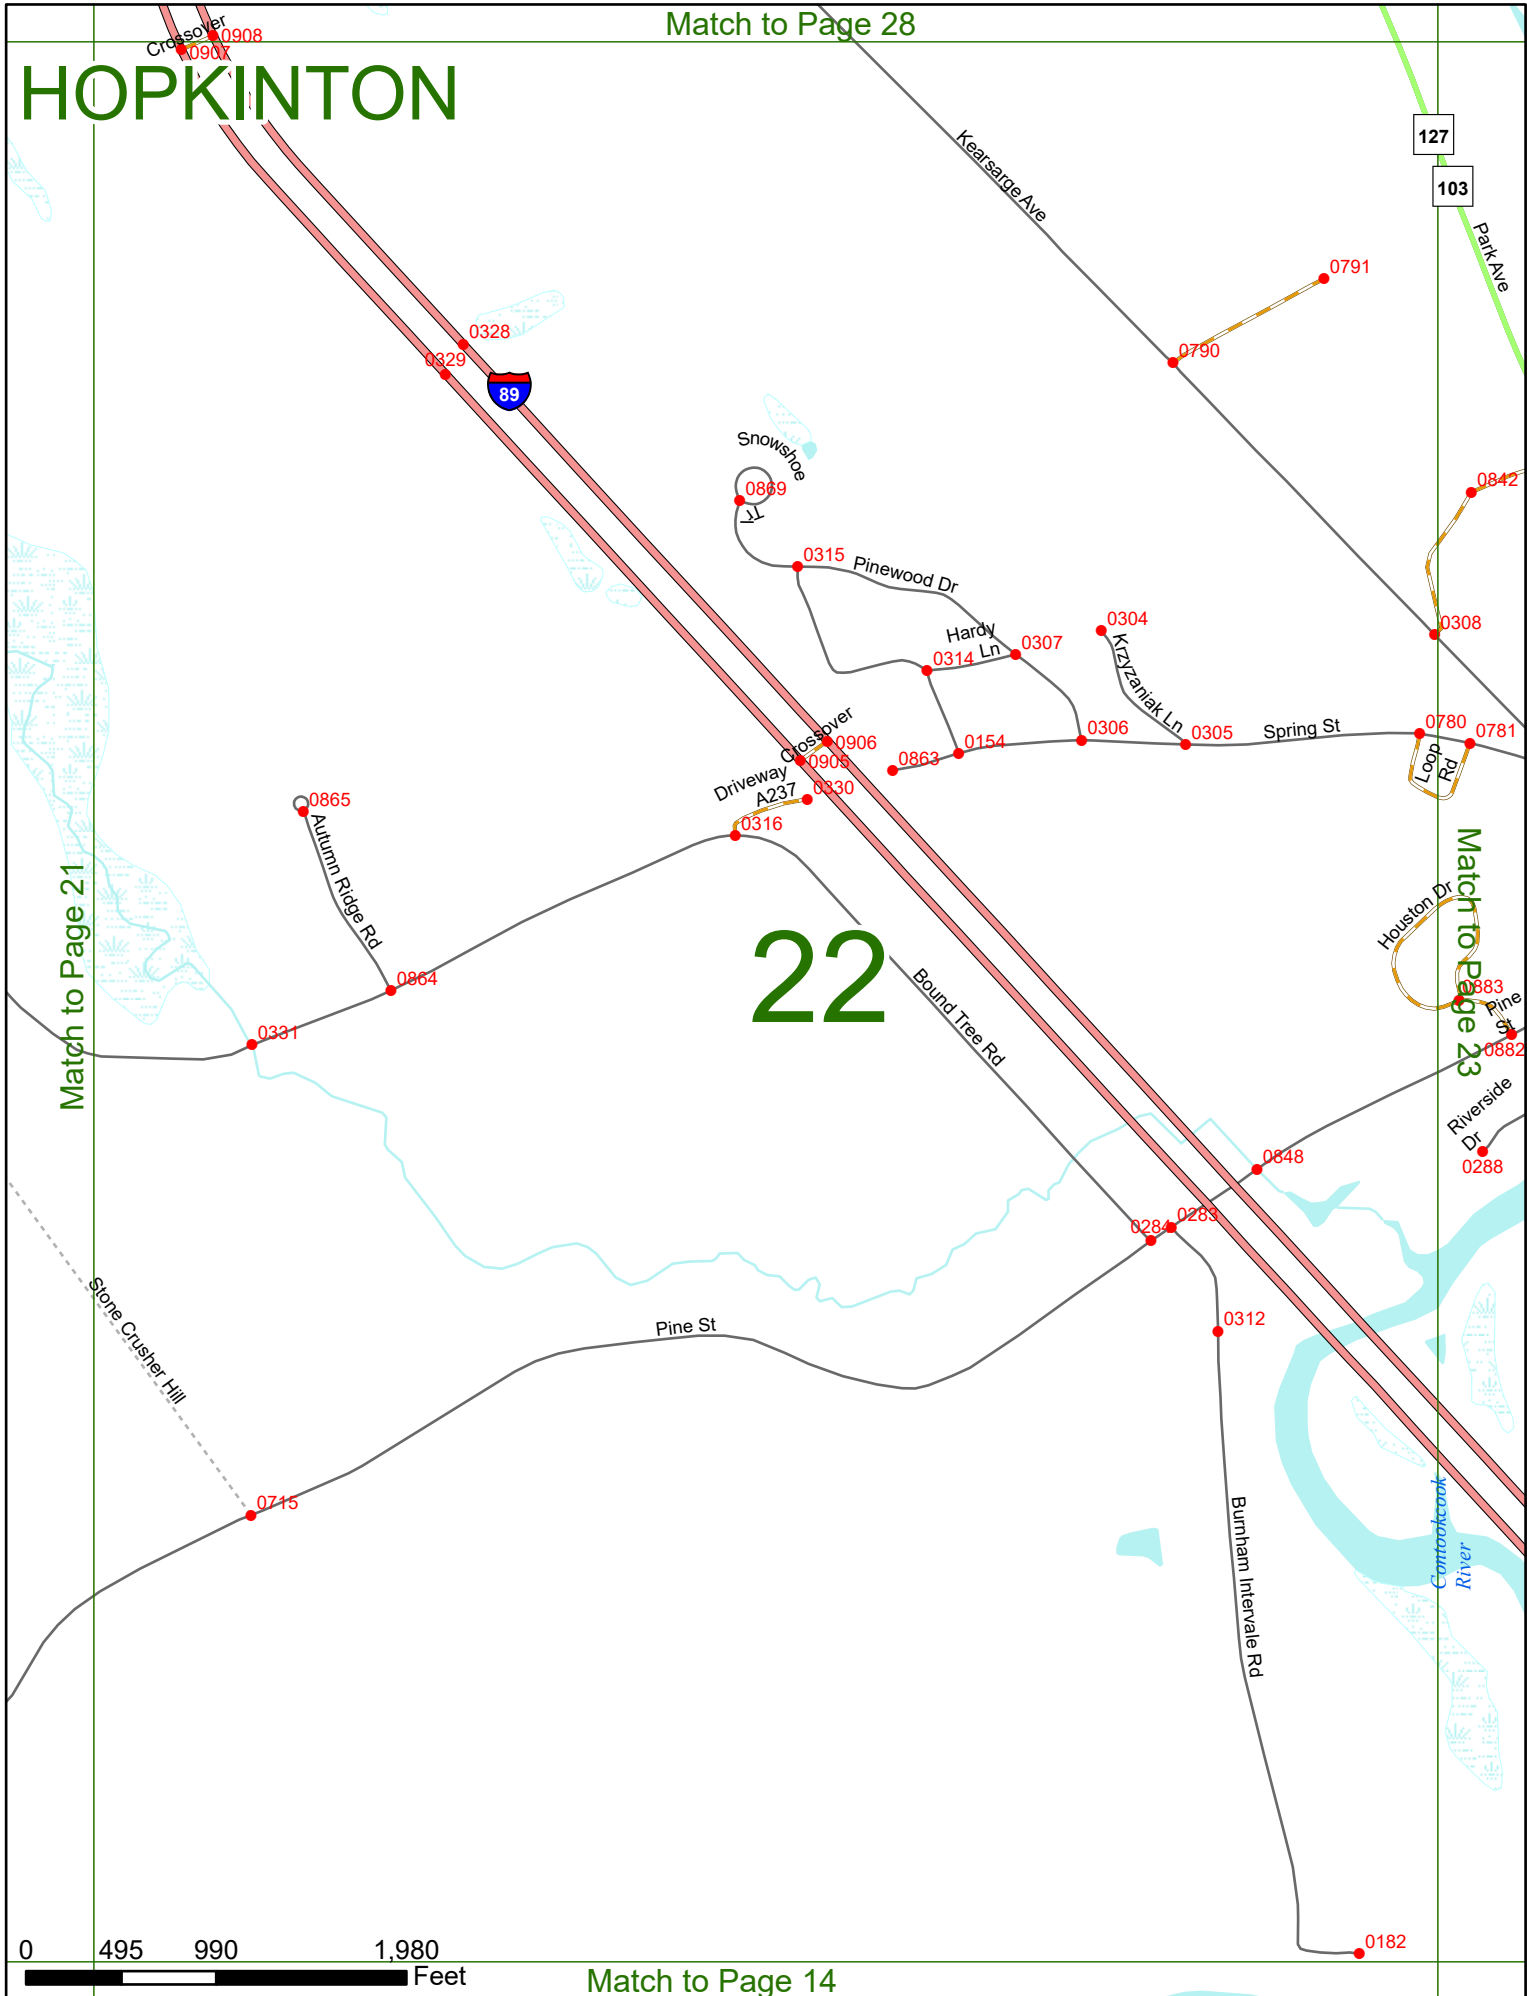 Match to Page 28
Crossover
0908
0907
HOPKINTON
127
103
Kearsarge Ave
Park Ave
0791
0790
0328
0329
89
Snowshoe
Tr
0869
0842
0315
Pinewood Dr
0304
0308
Hardy
Ln
0307
0314
Krzyzaniak Ln
Crossover
0906
0905
0863
0154
0306
0305
Spring St
0780
0781
Loop
Rd
Driveway
A237
0330
0316
0865
Autumn Ridge Rd
Match to Page 21
Match to Page 23
Houston Dr
22
0864
Bound Tree Rd
0883
Pine
St
0882
0331
Riverside
Dr
0288
0848
0283
0284
Stone Crusher Hill
Pine St
0312
0715
Burnham Intervale Rd
Contoohcook
River
0182
0 495 990 1,980
Feet
Match to Page 14